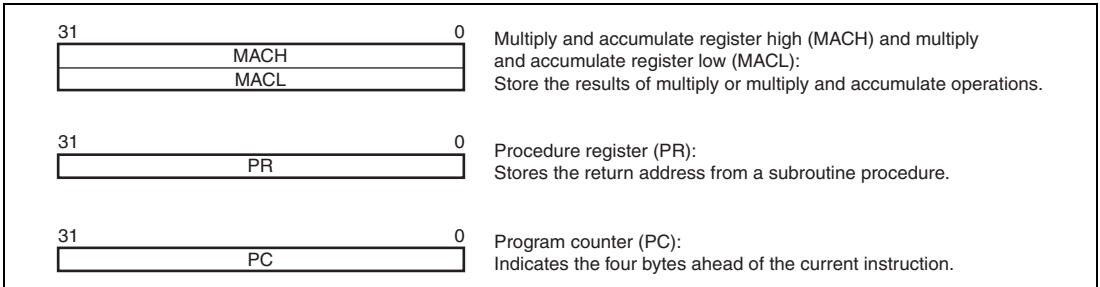 31 0
MACH
MACL
Multiply and accumulate register high (MACH) and multiply
and accumulate register low (MACL):
Store the results of multiply or multiply and accumulate operations.
31 0
PR
Procedure register (PR):
Stores the return address from a subroutine procedure.
31 0
PC
Program counter (PC):
Indicates the four bytes ahead of the current instruction.